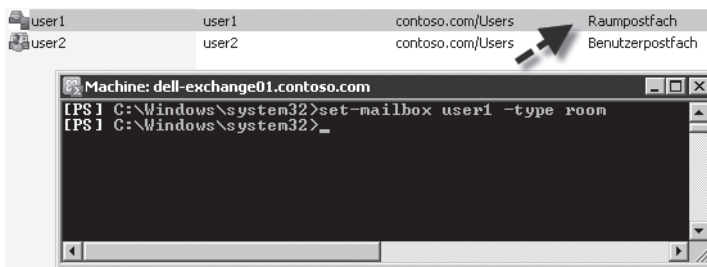 user1 user1 contoso.com/Users Raumpostfach
user2 user2 contoso.com/Users Benutzerpostfach
Machine: dell-exchange01.contoso.com
[PS] C:\Windows\system32>set-mailbox user1 -type room
[PS] C:\Windows\system32>_